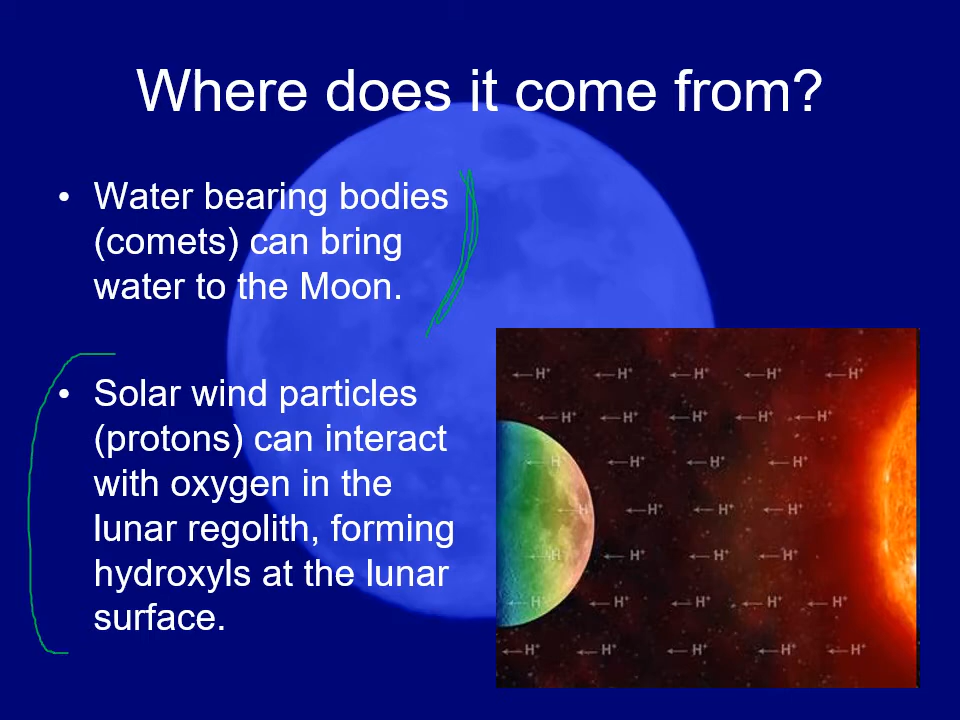 Where does it come from?
• Water bearing bodies
(comets) can bring
water to the Moon.
• Solar wind particles
(protons) can interact
with oxygen in the
lunar regolith, forming
hydroxyls at the lunar
surface.
←H⁺ ←H⁺ ←H⁺ ←H⁺ ←H⁺
←H⁺ ←H⁺ ←H⁺ ←H⁺ ←H⁺
←H ←H⁺ ←H⁺ ←H⁺
←H ←H⁺ ←H⁺ ←H⁺
←H ←H⁺ ←H⁺ ←H⁺
←H ←H⁺ ←H⁺ ←H⁺ ←H⁺
←H⁺ ←H⁺ ←H⁺ ←H⁺ ←H⁺